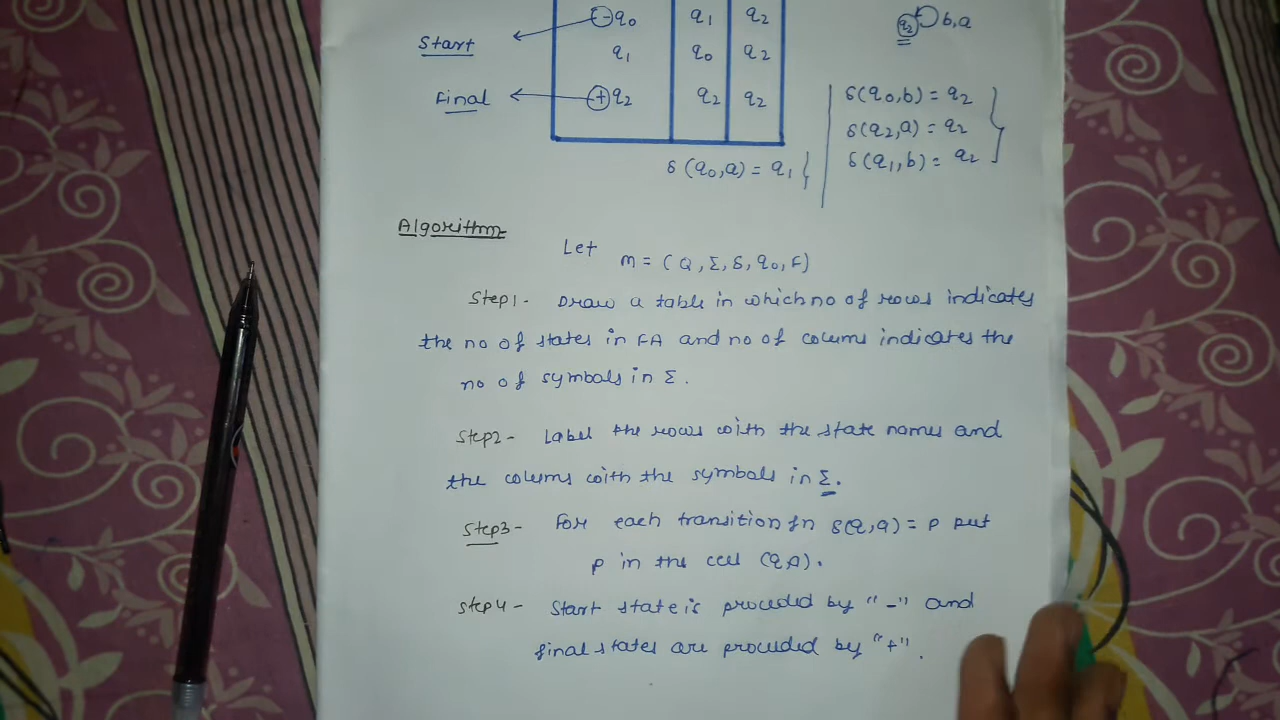 - q0 q1 q2
Start
q1 q0 q2
Final + q2 q2 q2
q2 b,a
δ(q0,b) = q2
δ(q2,a) = q2
δ(q1,b) = q2
δ(q0,a) = q1
Algorithm
Let
m = (Q, Σ, δ, q0, F)
Step1- Draw a table in which no of rows indicates
the no of states in FA and no of colums indicates the
no of symbols in Σ.
Step2- Label the rows with the state names and
the colums with the symbols in Σ.
Step3- For each transition fn δ(q,a) = p put
p in the cell (q,a).
Step4- Start state is proceded by "-" and
final states are proceded by "+".